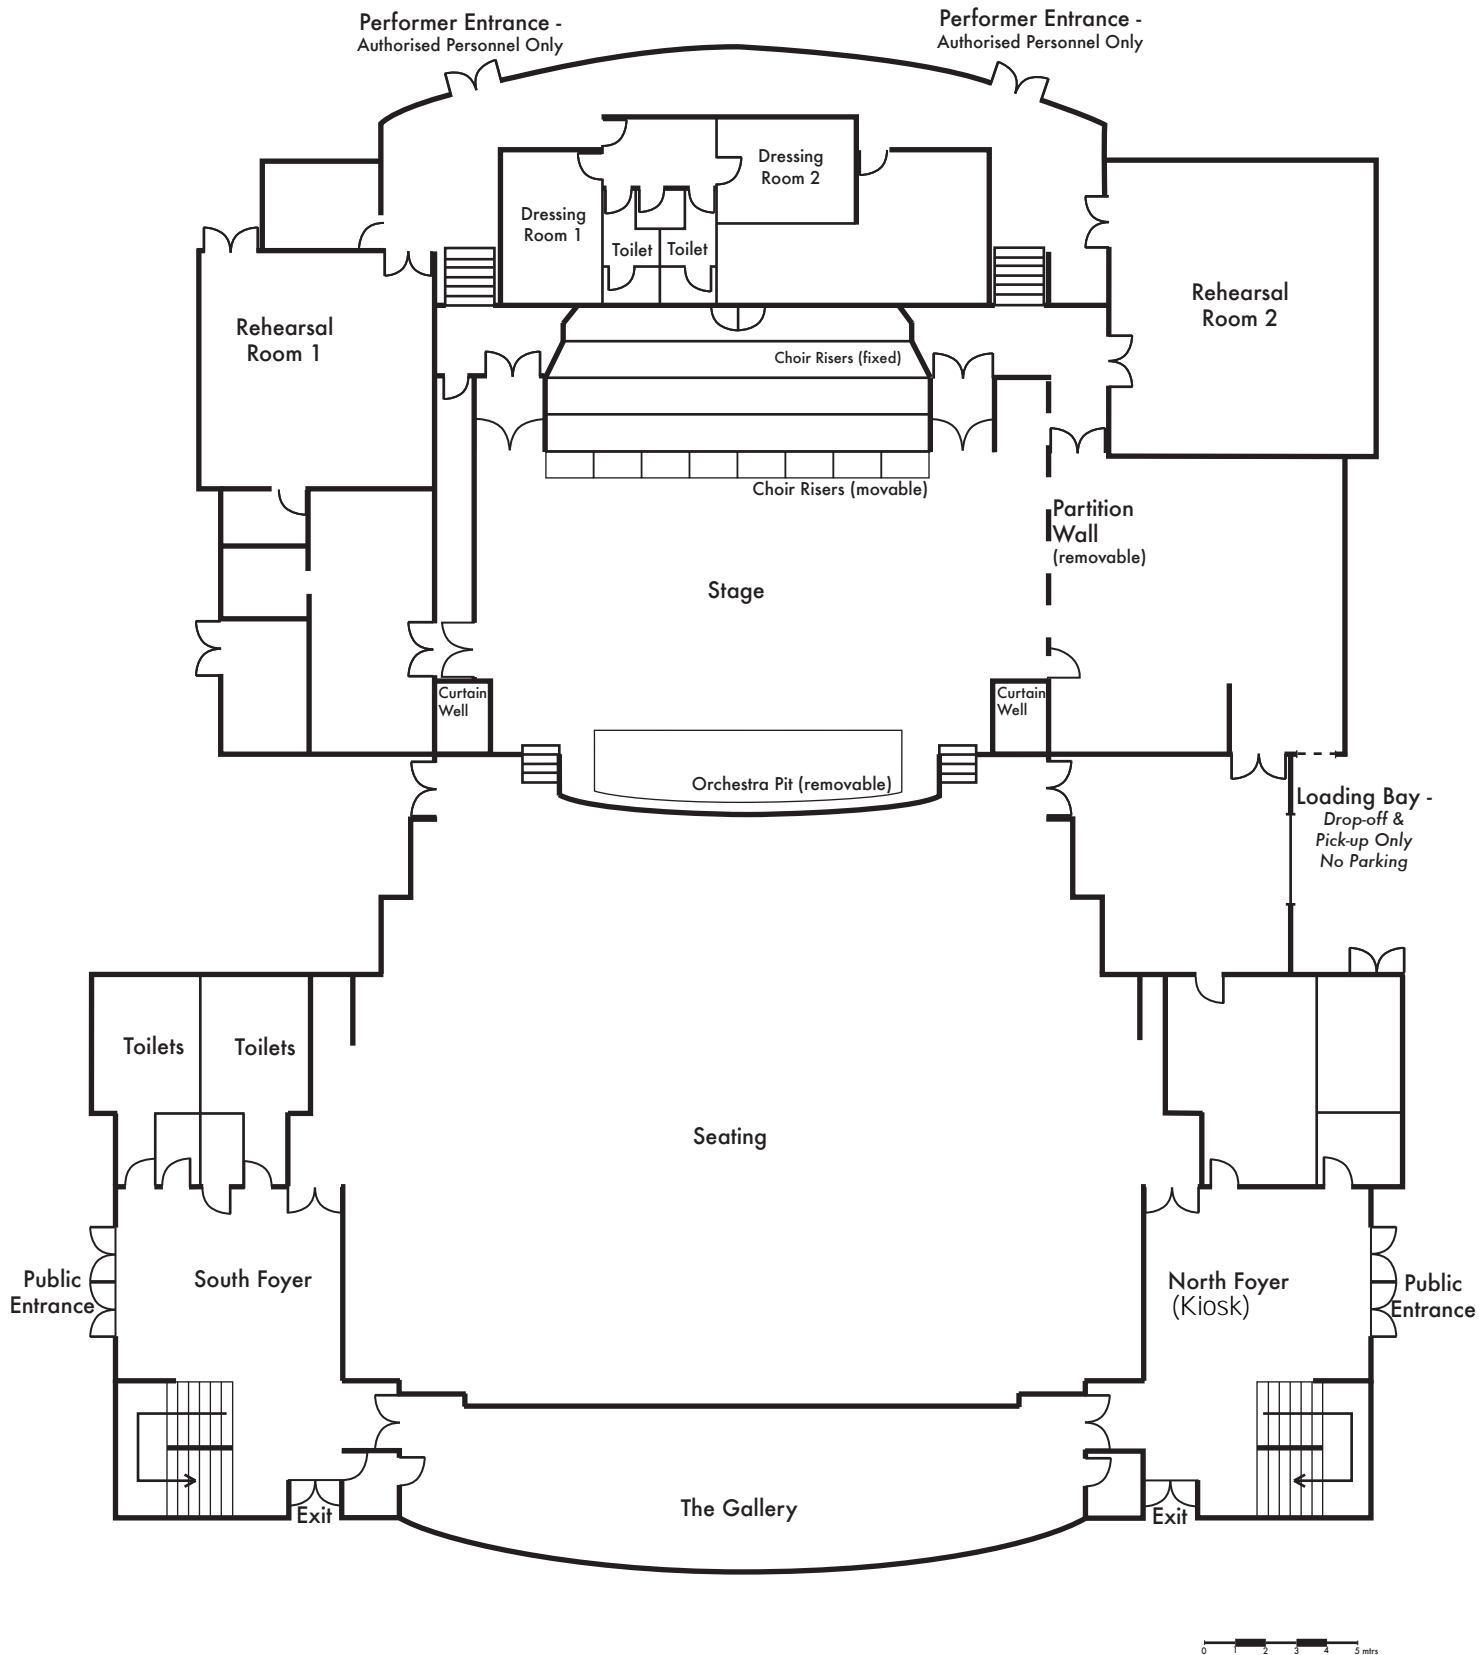 Performer Entrance -
Authorised Personnel Only
Performer Entrance -
Authorised Personnel Only
Dressing
Room 2
Dressing
Room 1
Toilet
Toilet
Rehearsal
Room 1
Rehearsal
Room 2
Choir Risers (fixed)
Choir Risers (movable)
Partition
Wall
(removable)
Stage
Curtain
Well
Curtain
Well
Orchestra Pit (removable)
Loading Bay -
Drop-off &
Pick-up Only
No Parking
Toilets
Toilets
Seating
Public
Entrance
South Foyer
North Foyer
(Kiosk)
Public
Entrance
Exit
The Gallery
Exit
0 1 2 3 4 5 mtrs